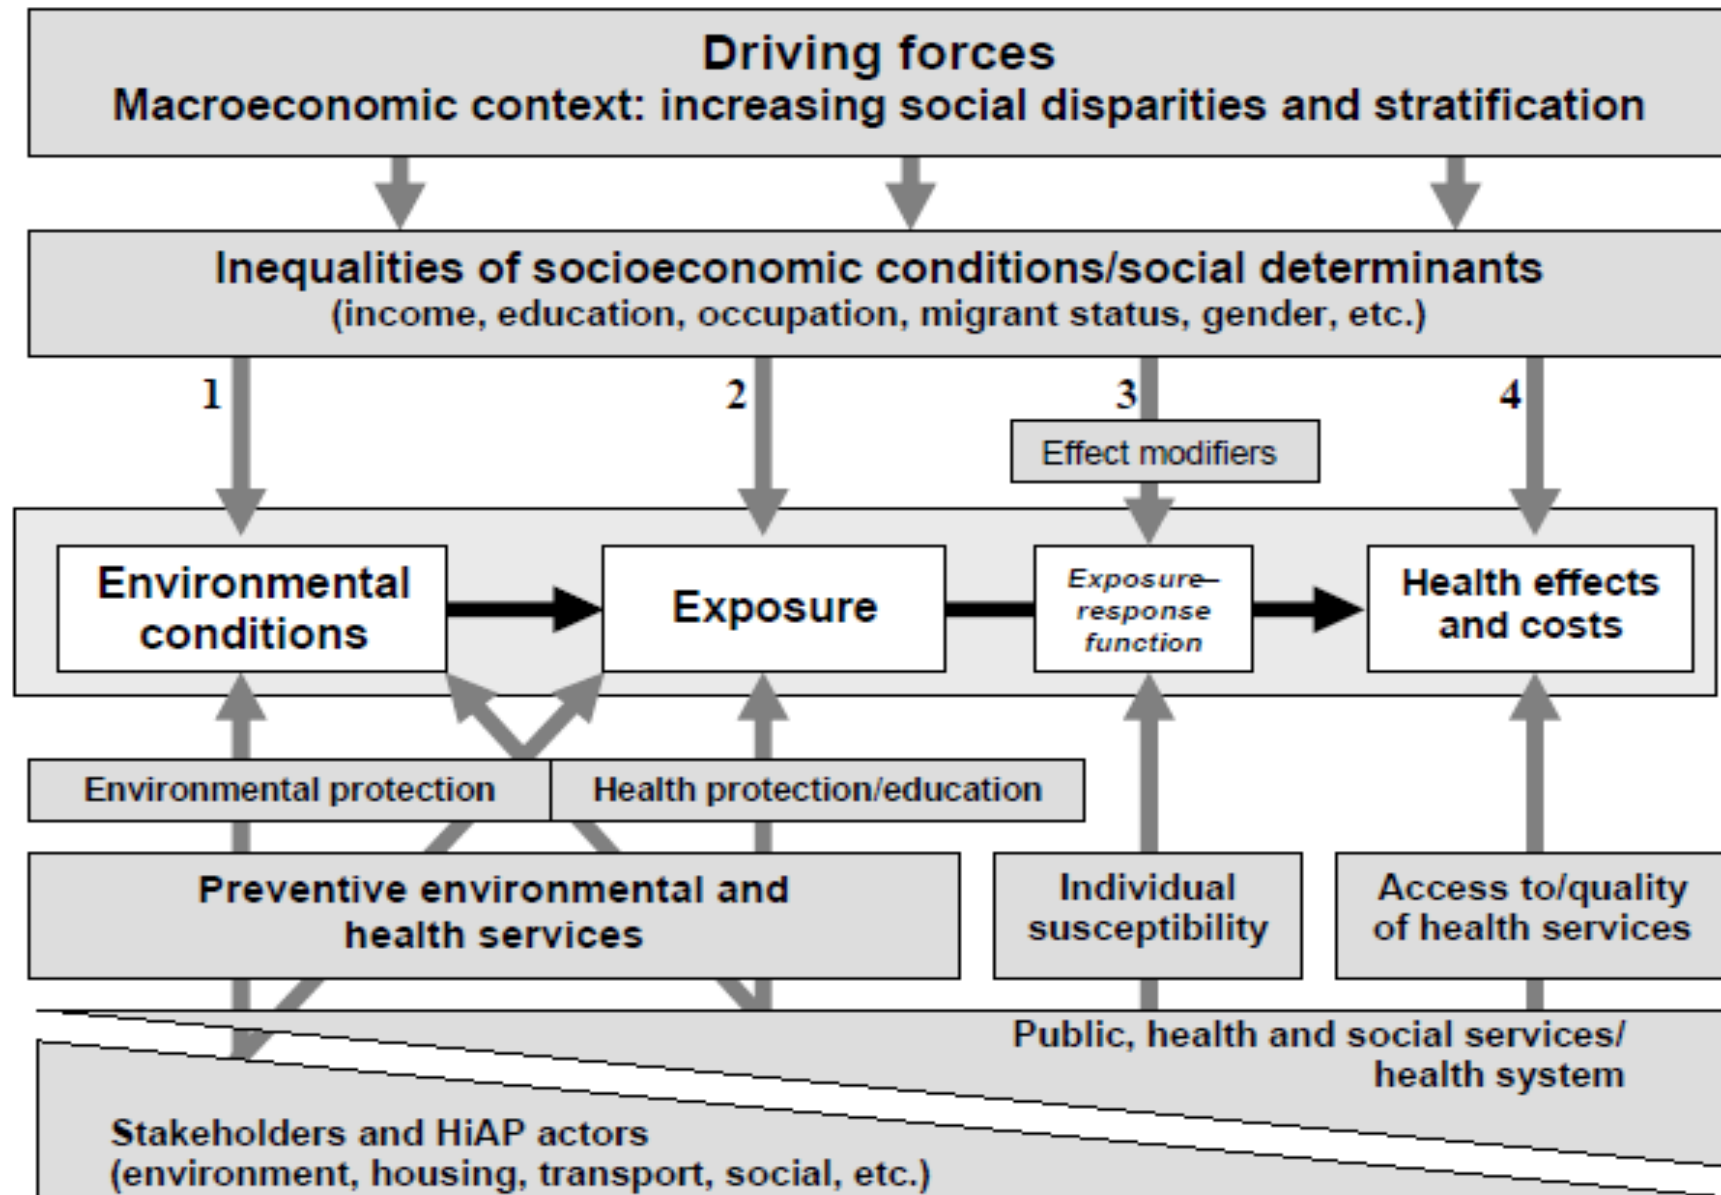 Driving forces
Macroeconomic context: increasing social disparities and stratification
Inequalities of socioeconomic conditions/social determinants
(income, education, occupation, migrant status, gender, etc.)
1
2
3
4
Effect modifiers
Environmental
conditions
Exposure
Exposure–
response
function
Health effects
and costs
Environmental protection
Health protection/education
Preventive environmental and
health services
Individual
susceptibility
Access to/quality
of health services
Public, health and social services/
health system
Stakeholders and HiAP actors
(environment, housing, transport, social, etc.)